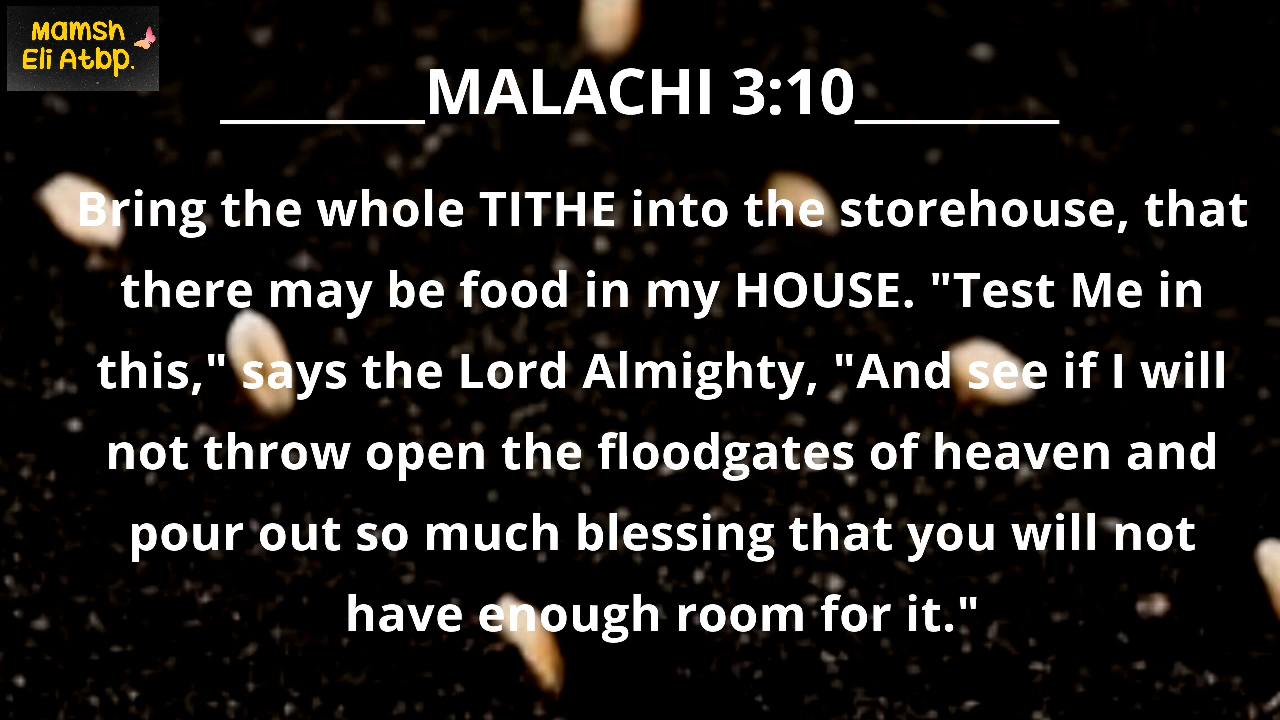 Mamsh
Eli Atbp.
________MALACHI 3:10________
Bring the whole TITHE into the storehouse, that
there may be food in my HOUSE. "Test Me in
this," says the Lord Almighty, "And see if I will
not throw open the floodgates of heaven and
pour out so much blessing that you will not
have enough room for it."